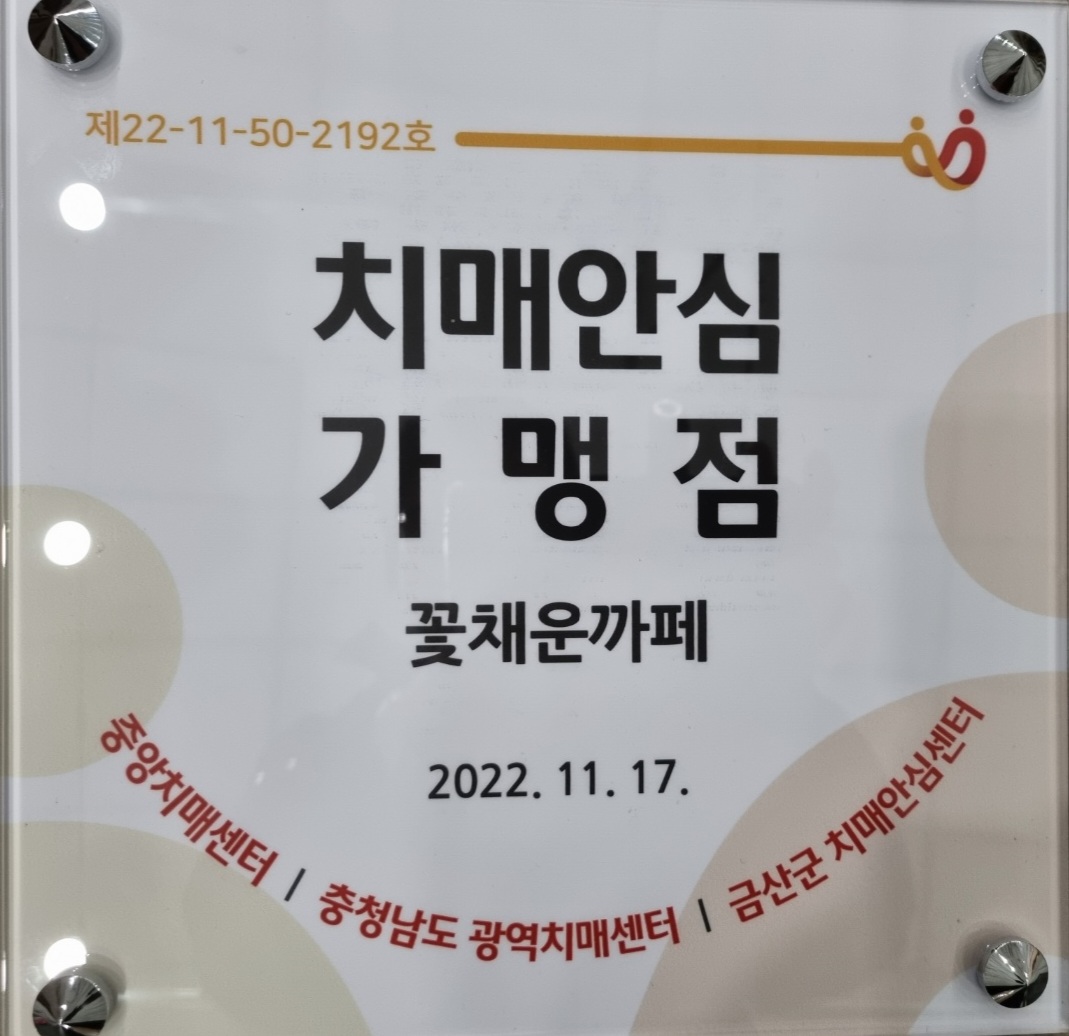 제22-11-50-2192호
치매안심
가맹점
꽃채운까페
2022. 11. 17.
중앙치매센터 | 충청남도 광역치매센터 | 금산군 치매안심센터